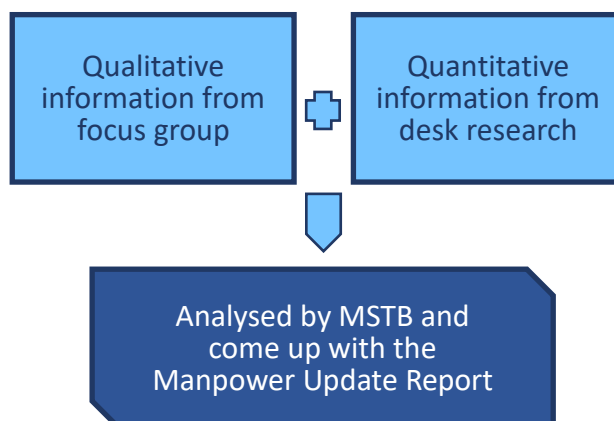 Qualitative
information from
focus group
Quantitative
information from
desk research
Analysed by MSTB and
come up with the
Manpower Update Report